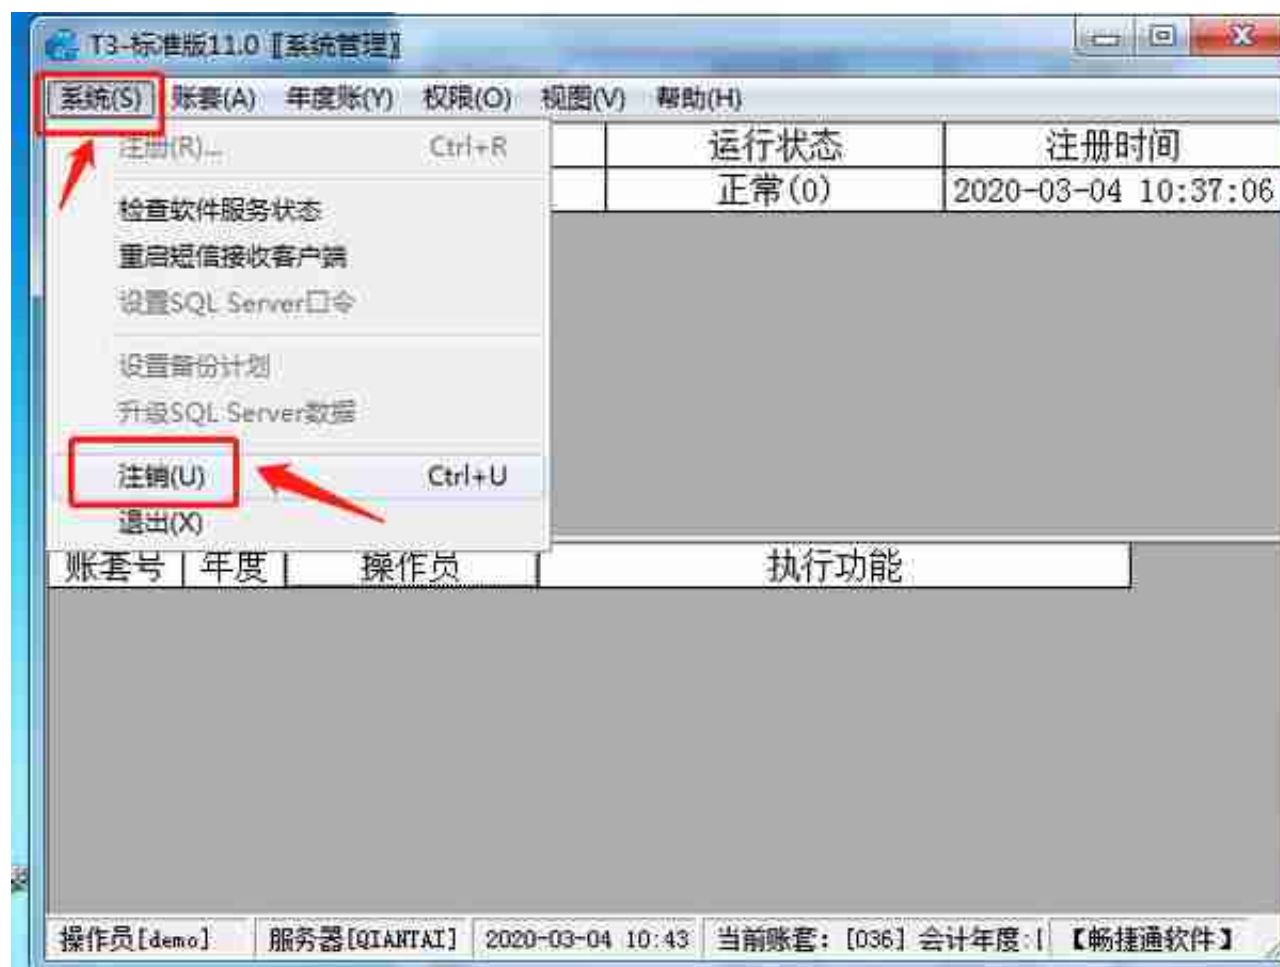 T3-标准版11.0〖系统管理〗
系统(S) 账套(A) 年度账(Y) 权限(O) 视图(V) 帮助(H)
注册(R)... Ctrl+R
运行状态 注册时间
正常(0) 2020-03-04 10:37:06
检查软件服务状态
重启短信接收客户端
设置SQL Server口令
设置备份计划
升级SQL Server数据
注销(U) Ctrl+U
退出(X)
账套号 年度 操作员 执行功能
操作员[demo] 服务器[QIANTAI] 2020-03-04 10:43 当前账套：[036] 会计年度:[ 【畅捷通软件】